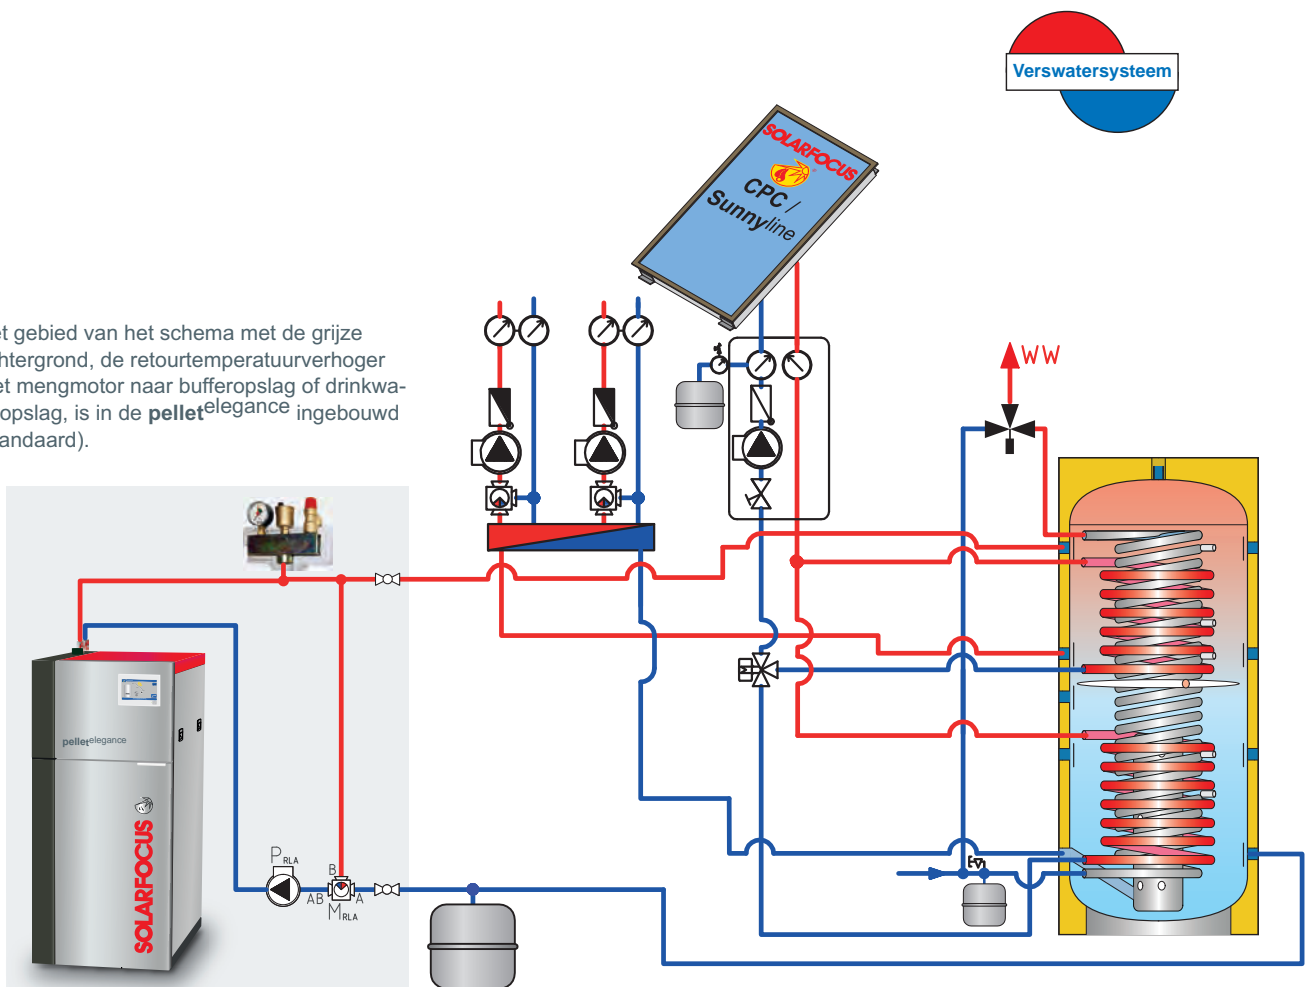 Verswatersysteem
SOLARFOCUS
CPC /
Sunnyline
et gebied van het schema met de grijze
chtergrond, de retourtemperatuurverhoger
et mengmotor naar bufferopslag of drinkwa-
opslag, is in de pelletelegance ingebouwd
andaard).
WW
pelletelegance
SOLARFOCUS
PRLA
B
AB
A
MRLA